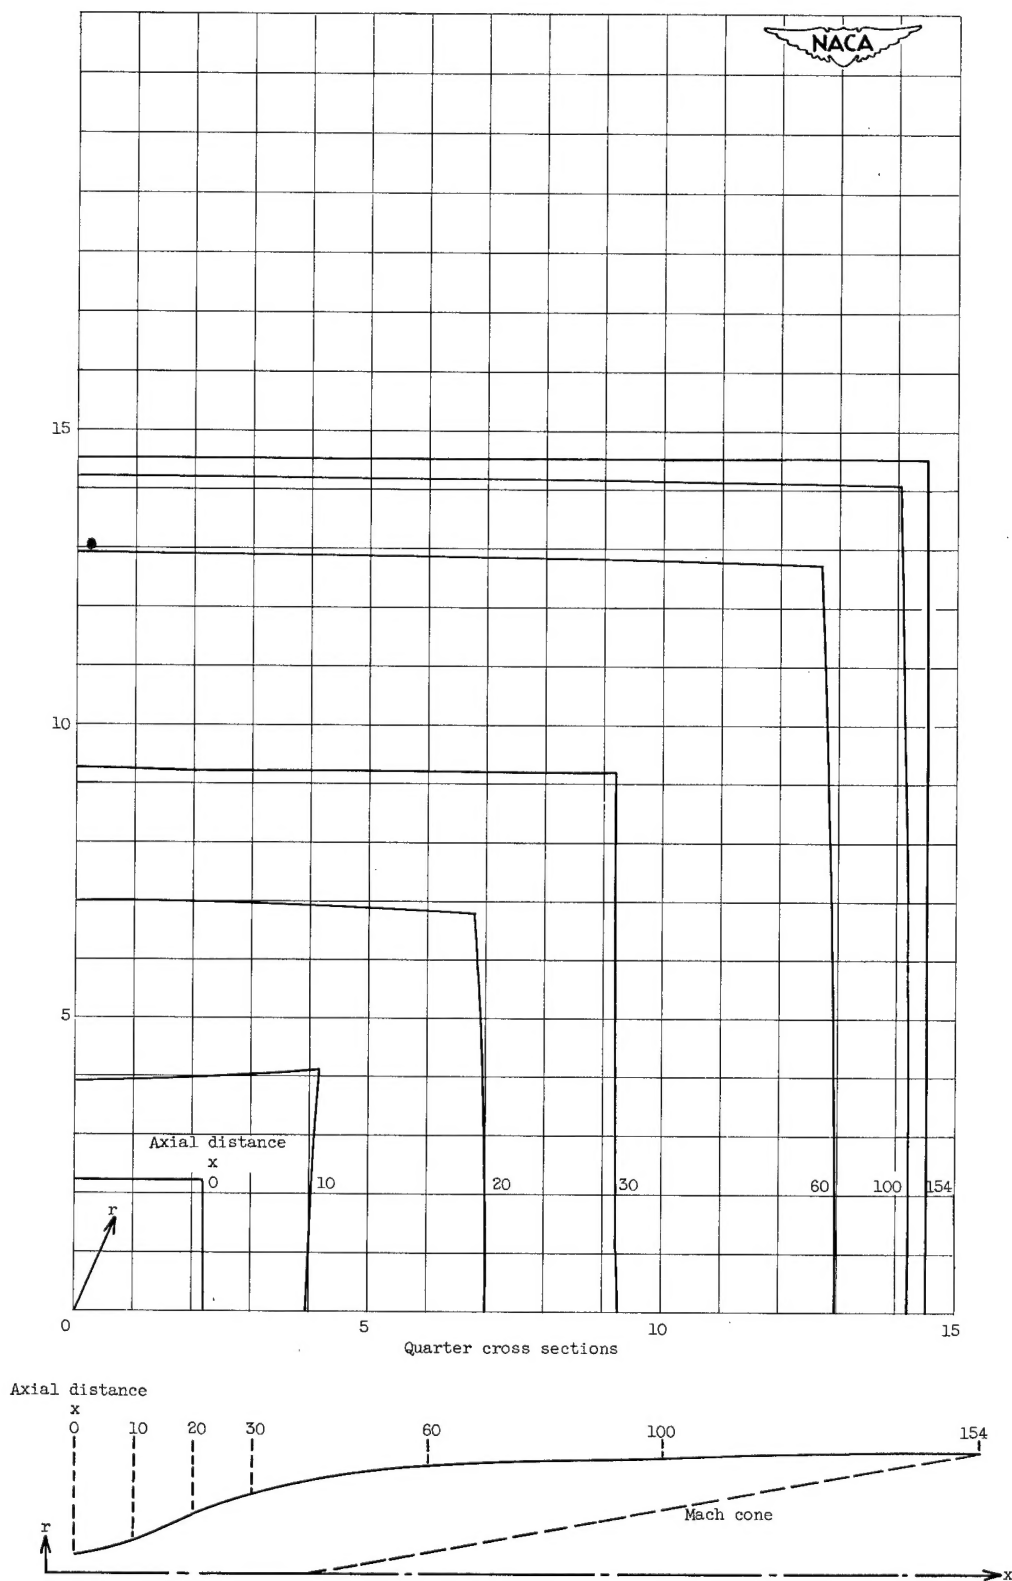 NACA
15
10
5
Axial distance
x
0 10 20 30 60 100 154
r
0 5 10 15
Quarter cross sections
Axial distance
x
0 10 20 30 60 100 154
Mach cone
r
x